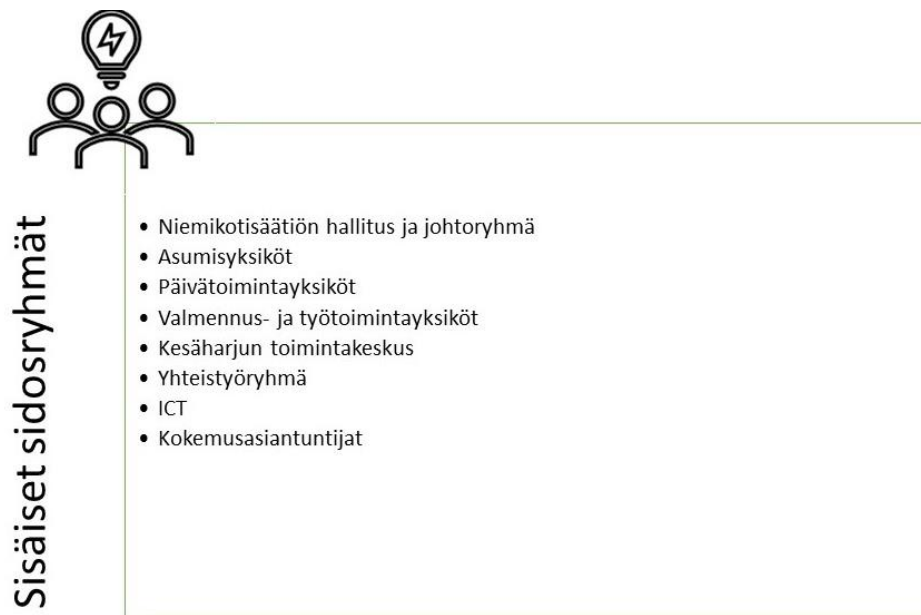 Sisäiset sidosryhmät
• Niemikotisäätiön hallitus ja johtoryhmä
• Asumisyksiköt
• Päivätoimintayksiköt
• Valmennus- ja työtoimintayksiköt
• Kesäharjun toimintakeskus
• Yhteistyöryhmä
• ICT
• Kokemusasiantuntijat